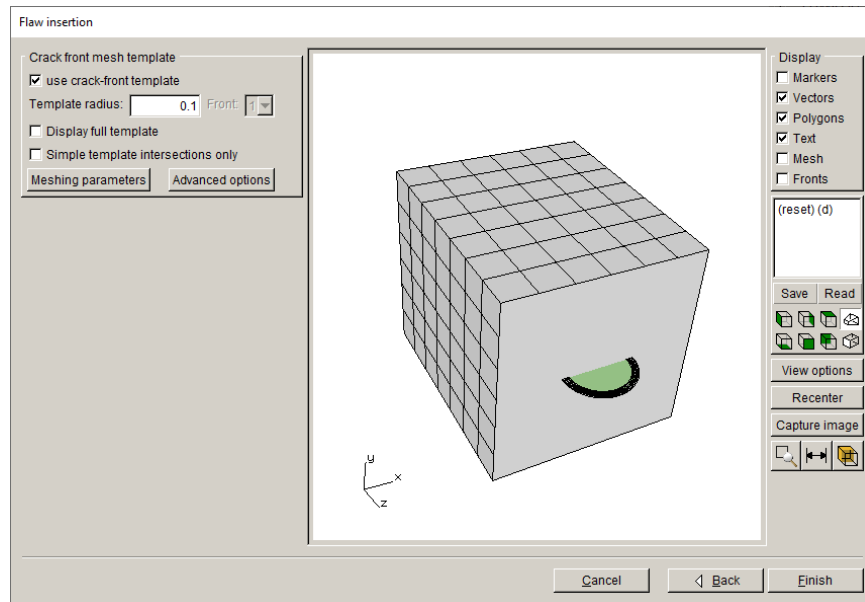 Flaw insertion
Crack front mesh template
use crack-front template
Template radius: 0.1 Front: 1
Display full template
Simple template intersections only
Meshing parameters Advanced options
y
x
z
Display
Markers
Vectors
Polygons
Text
Mesh
Fronts
(reset) (d)
Save Read
View options
Recenter
Capture image
Cancel Back Finish